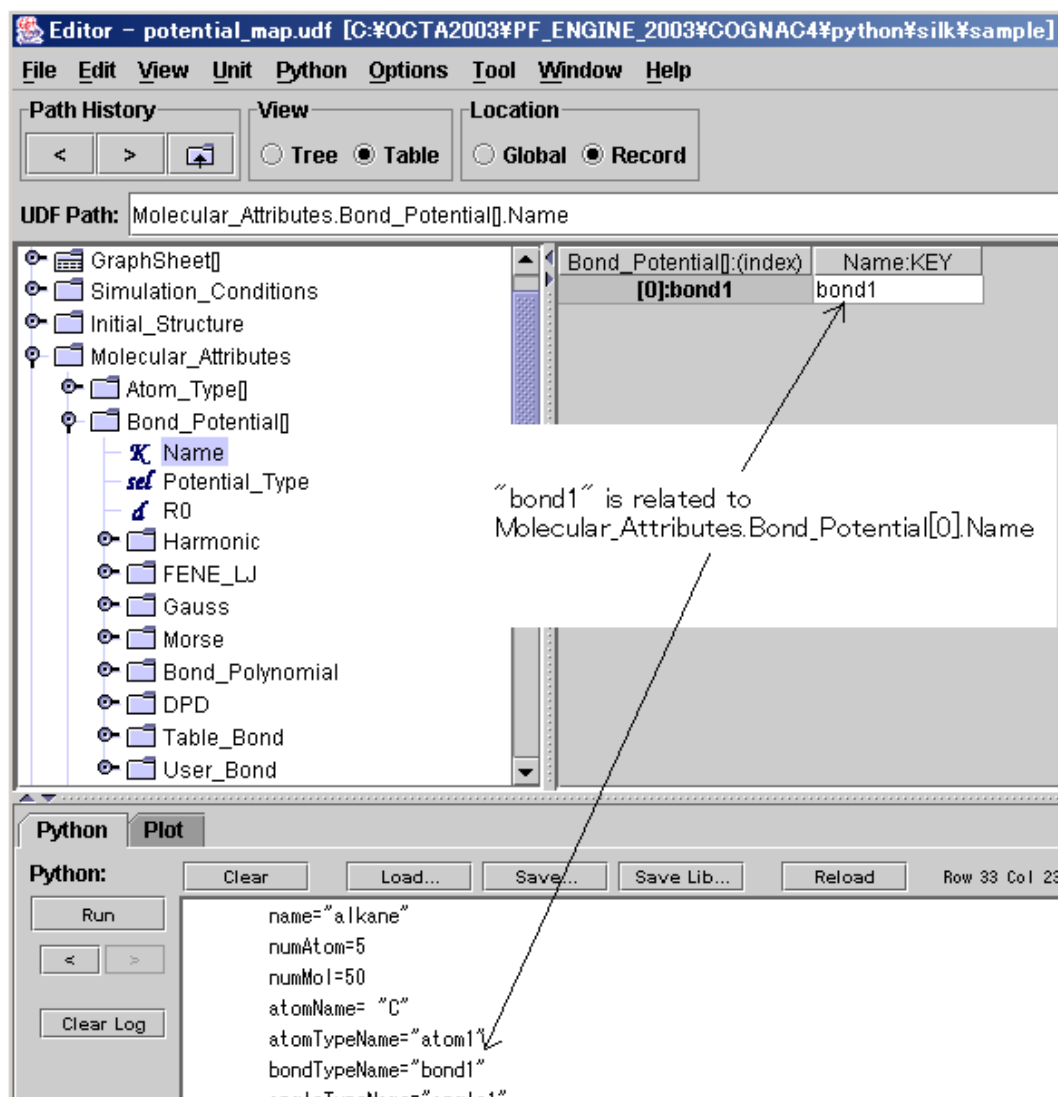 Editor - potential_map.udf [C:¥OCTA2003¥PF_ENGINE_2003¥COGNAC4¥python¥silk¥sample]
File Edit View Unit Python Options Tool Window Help
Path History View Location
< > Tree Table Global Record
UDF Path: Molecular_Attributes.Bond_Potential[].Name
GraphSheet[]
Simulation_Conditions
Initial_Structure
Molecular_Attributes
Atom_Type[]
Bond_Potential[]
K Name
sel Potential_Type
d R0
Harmonic
FENE_LJ
Gauss
Morse
Bond_Polynomial
DPD
Table_Bond
User_Bond
Bond_Potential[]:(index) Name:KEY
[0]:bond1 bond1
"bond1" is related to
Molecular_Attributes.Bond_Potential[0].Name
Python Plot
Python: Clear Load... Save... Save Lib... Reload Row 33 Col 23
Run
< >
Clear Log
name="alkane"
numAtom=5
numMol=50
atomName= "C"
atomTypeName="atom1"
bondTypeName="bond1"